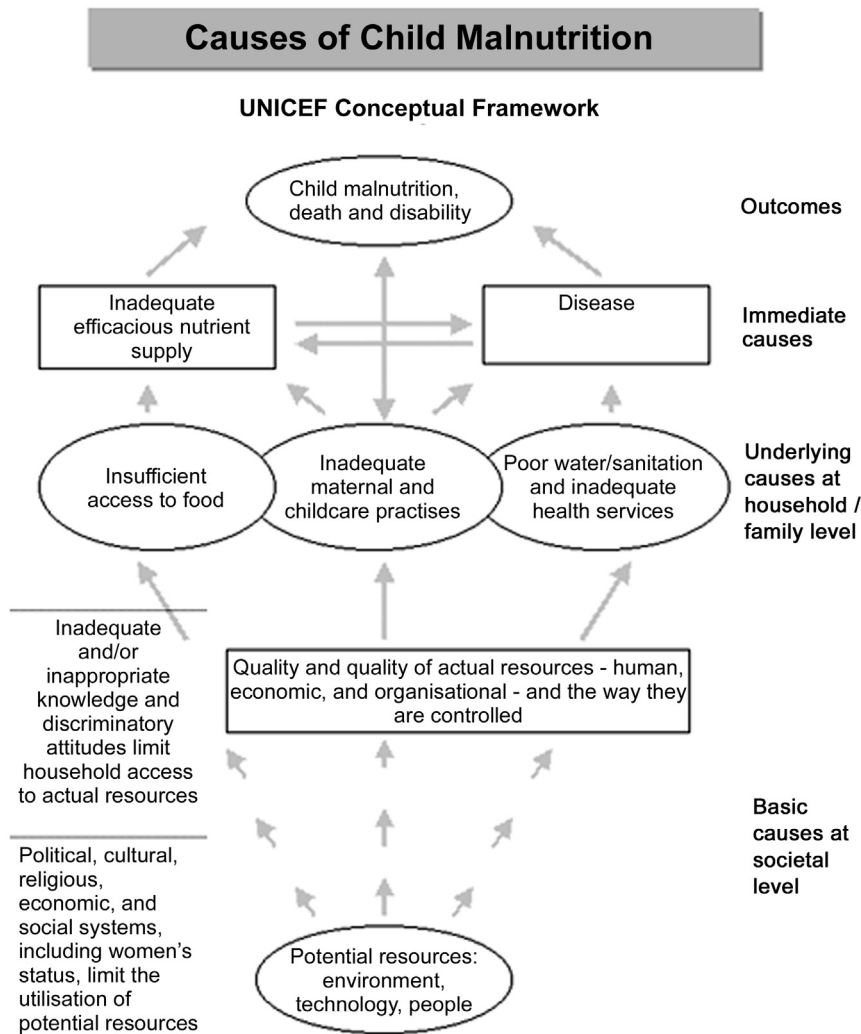 Causes of Child Malnutrition
UNICEF Conceptual Framework
Child malnutrition,
death and disability
Outcomes
Inadequate
efficacious nutrient
supply
Disease
Immediate
causes
Insufficient
access to food
Inadequate
maternal and
childcare practises
Poor water/sanitation
and inadequate
health services
Underlying
causes at
household /
family level
Inadequate
and/or
inappropriate
knowledge and
discriminatory
attitudes limit
household access
to actual resources
Quality and quality of actual resources - human,
economic, and organisational - and the way they
are controlled
Basic
causes at
societal
level
Political, cultural,
religious,
economic, and
social systems,
including women's
status, limit the
utilisation of
potential resources
Potential resources:
environment,
technology, people